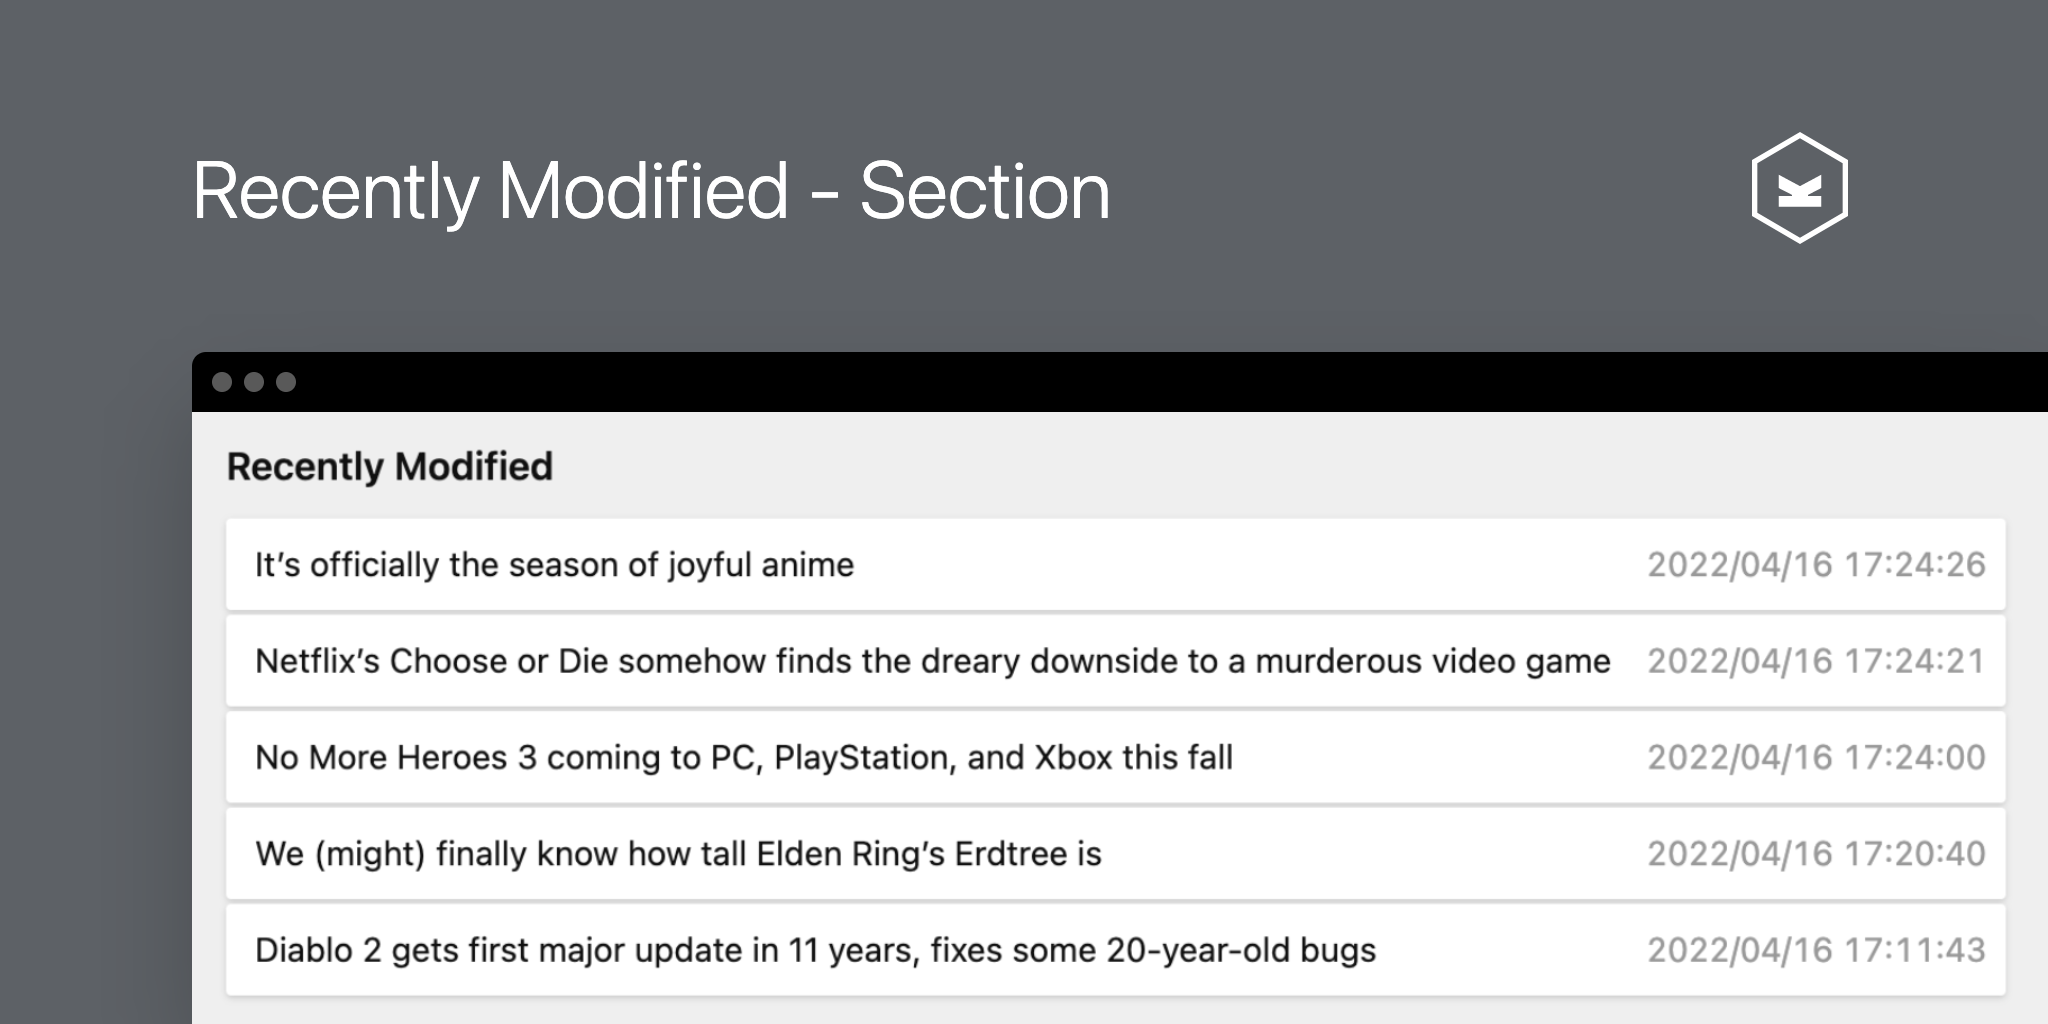 Recently Modified - Section
Recently Modified
It’s officially the season of joyful anime 2022/04/16 17:24:26
Netflix’s Choose or Die somehow finds the dreary downside to a murderous video game 2022/04/16 17:24:21
No More Heroes 3 coming to PC, PlayStation, and Xbox this fall 2022/04/16 17:24:00
We (might) finally know how tall Elden Ring’s Erdtree is 2022/04/16 17:20:40
Diablo 2 gets first major update in 11 years, fixes some 20-year-old bugs 2022/04/16 17:11:43